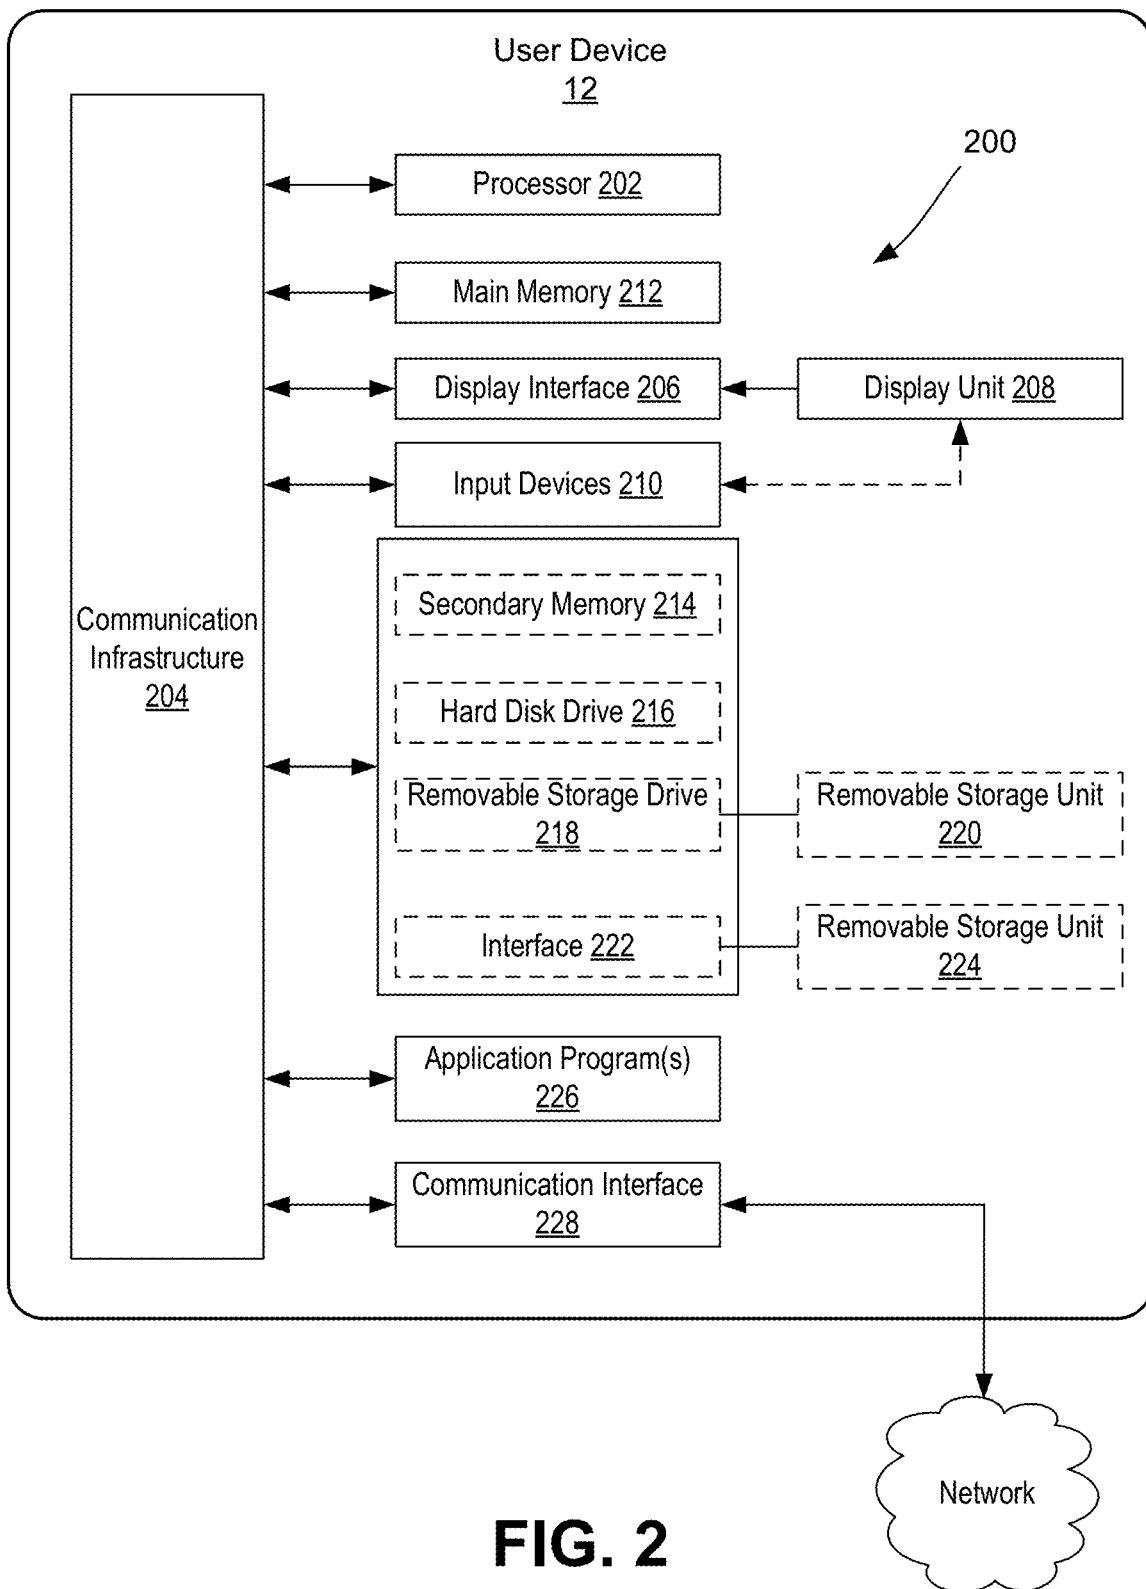 User Device
12
200
Processor 202
Main Memory 212
Display Interface 206
Display Unit 208
Input Devices 210
Communication
Infrastructure
204
Secondary Memory 214
Hard Disk Drive 216
Removable Storage Drive
218
Removable Storage Unit
220
Interface 222
Removable Storage Unit
224
Application Program(s)
226
Communication Interface
228
Network
FIG. 2